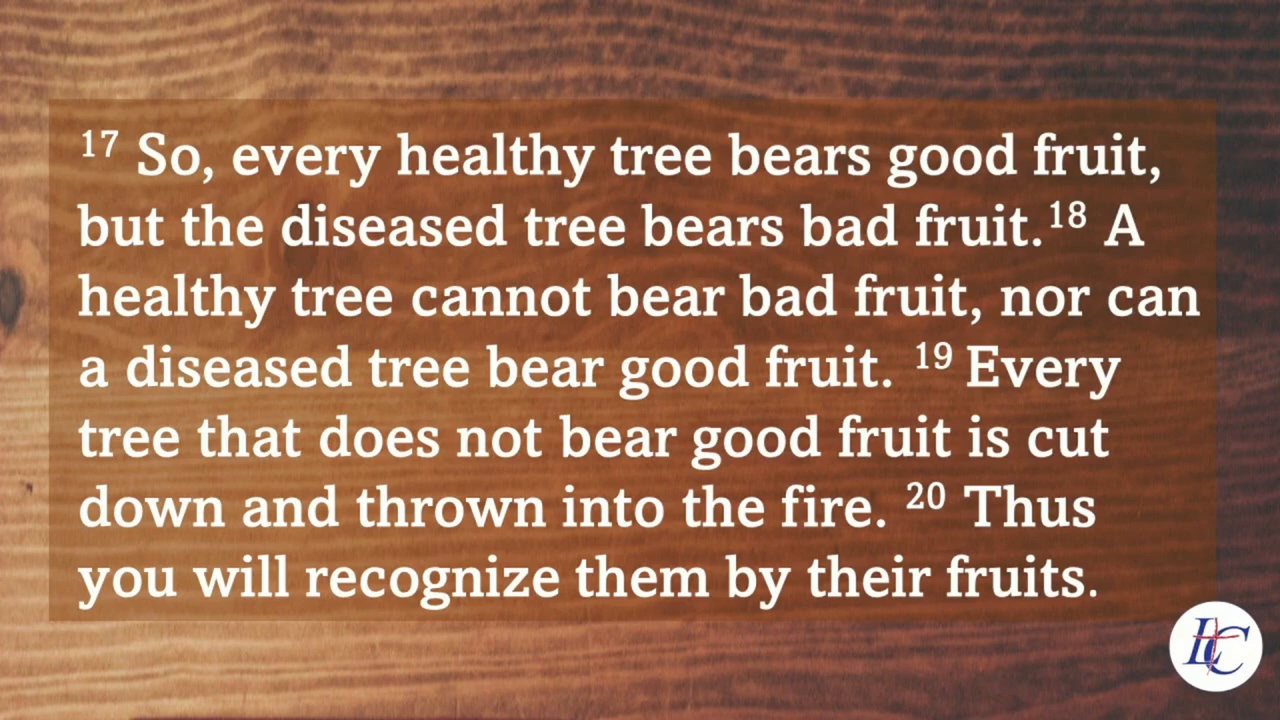 17 So, every healthy tree bears good fruit,
but the diseased tree bears bad fruit.18 A
healthy tree cannot bear bad fruit, nor can
a diseased tree bear good fruit. 19 Every
tree that does not bear good fruit is cut
down and thrown into the fire. 20 Thus
you will recognize them by their fruits.
LC